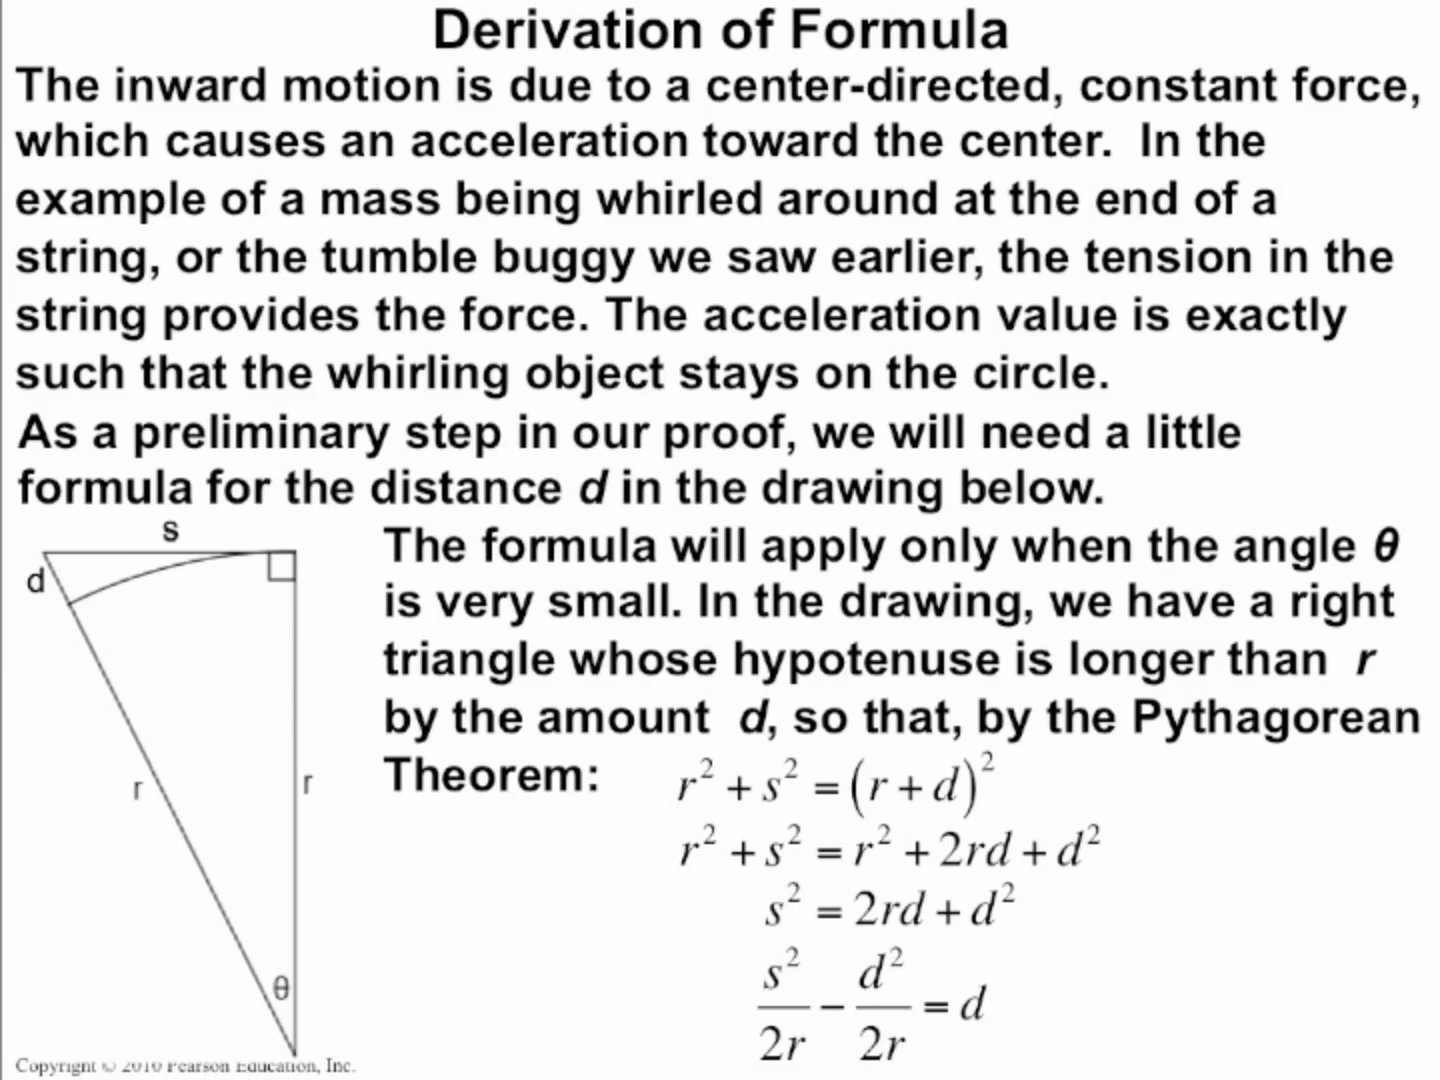 Derivation of Formula
The inward motion is due to a center-directed, constant force,
which causes an acceleration toward the center. In the
example of a mass being whirled around at the end of a
string, or the tumble buggy we saw earlier, the tension in the
string provides the force. The acceleration value is exactly
such that the whirling object stays on the circle.
As a preliminary step in our proof, we will need a little
formula for the distance d in the drawing below.
s
d
r
r
θ
The formula will apply only when the angle θ
is very small. In the drawing, we have a right
triangle whose hypotenuse is longer than r
by the amount d, so that, by the Pythagorean
Theorem: r² + s² = (r + d)²
r² + s² = r² + 2rd + d²
s² = 2rd + d²
s²/2r − d²/2r = d
Copyright © 2010 Pearson Education, Inc.